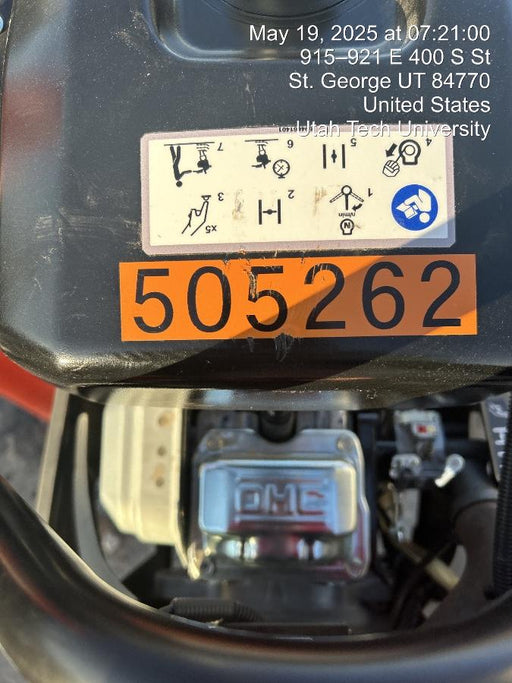 May 19, 2025 at 07:21:00
915–921 E 400 S St
St. George UT 84770
United States
Utah Tech University
4
5
6
7
1
n/min
N
2
3
x5
505262